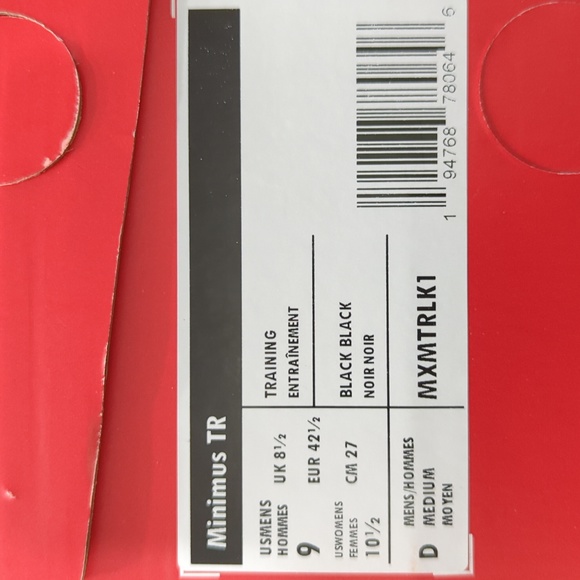 Minimus TR
USMENS
HOMMES
9
UK 8½
EUR 42½
USWOMENS
FEMMES
10½
CM 27
TRAINING
ENTRAÎNEMENT
BLACK BLACK
NOIR NOIR
D
MENS/HOMMES
MEDIUM
MOYEN
MXMTRLK1
1 94768 78064 6